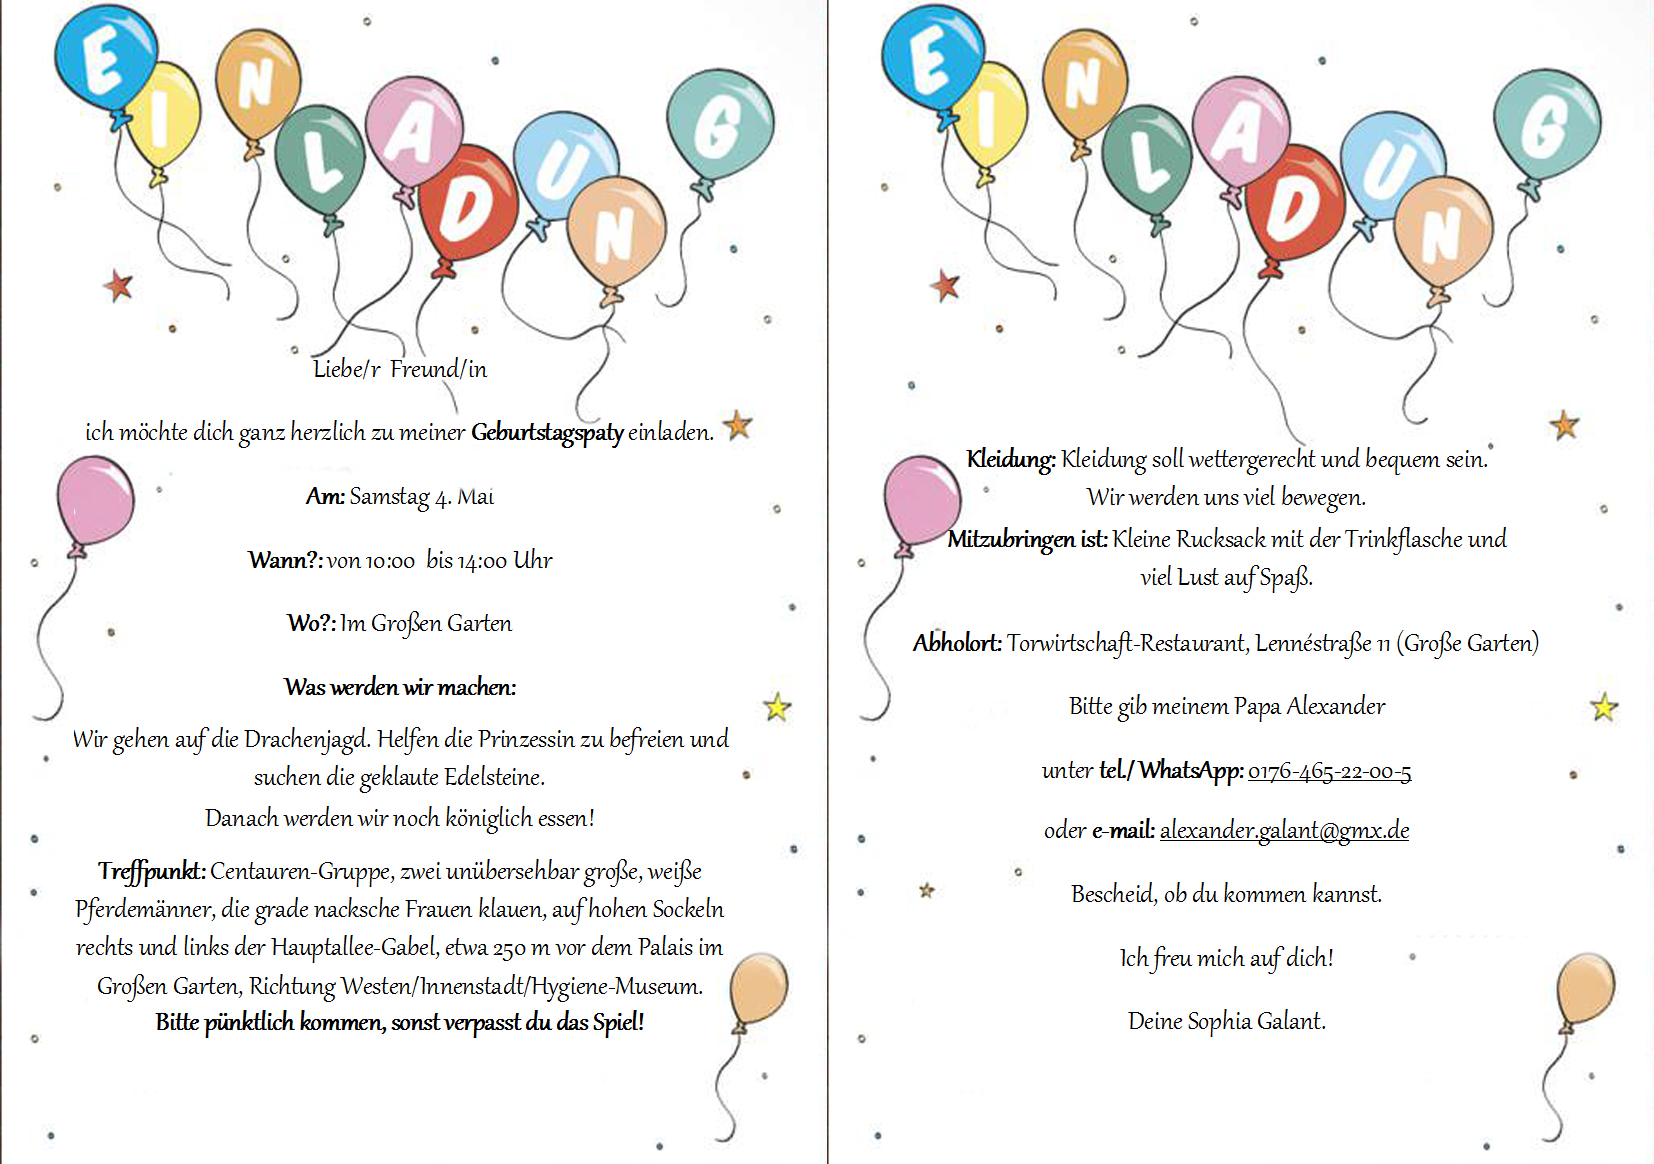 EINLADUNG
Liebe/r Freund/in
ich möchte dich ganz herzlich zu meiner Geburtstagspaty einladen.
Am: Samstag 4. Mai
Wann?: von 10:00 bis 14:00 Uhr
Wo?: Im Großen Garten
Was werden wir machen:
Wir gehen auf die Drachenjagd. Helfen die Prinzessin zu befreien und
suchen die geklaute Edelsteine.
Danach werden wir noch königlich essen!
Treffpunkt: Centauren-Gruppe, zwei unübersehbar große, weiße
Pferdemänner, die grade nacksche Frauen klauen, auf hohen Sockeln
rechts und links der Hauptallee-Gabel, etwa 250 m vor dem Palais im
Großen Garten, Richtung Westen/Innenstadt/Hygiene-Museum.
Bitte pünktlich kommen, sonst verpasst du das Spiel!
EINLADUNG
Kleidung: Kleidung soll wettergerecht und bequem sein.
Wir werden uns viel bewegen.
Mitzubringen ist: Kleine Rucksack mit der Trinkflasche und
viel Lust auf Spaß.
Abholort: Torwirtschaft-Restaurant, Lennéstraße 11 (Große Garten)
Bitte gib meinem Papa Alexander
unter tel./ WhatsApp: 0176-465-22-00-5
oder e-mail: alexander.galant@gmx.de
Bescheid, ob du kommen kannst.
Ich freu mich auf dich!
Deine Sophia Galant.